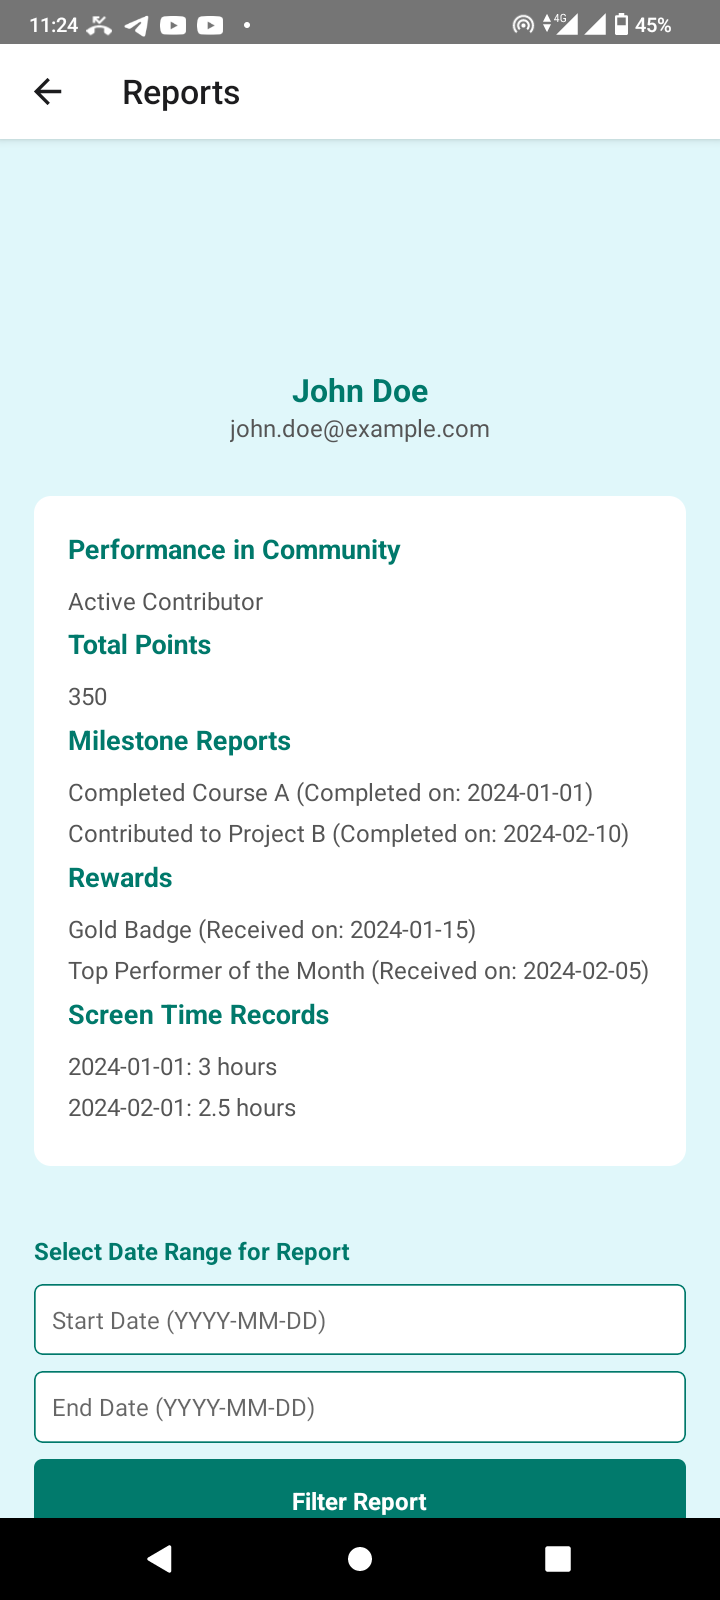 11:24
4G
45%
Reports
John Doe
john.doe@example.com
Performance in Community
Active Contributor
Total Points
350
Milestone Reports
Completed Course A (Completed on: 2024-01-01)
Contributed to Project B (Completed on: 2024-02-10)
Rewards
Gold Badge (Received on: 2024-01-15)
Top Performer of the Month (Received on: 2024-02-05)
Screen Time Records
2024-01-01: 3 hours
2024-02-01: 2.5 hours
Select Date Range for Report
Start Date (YYYY-MM-DD)
End Date (YYYY-MM-DD)
Filter Report